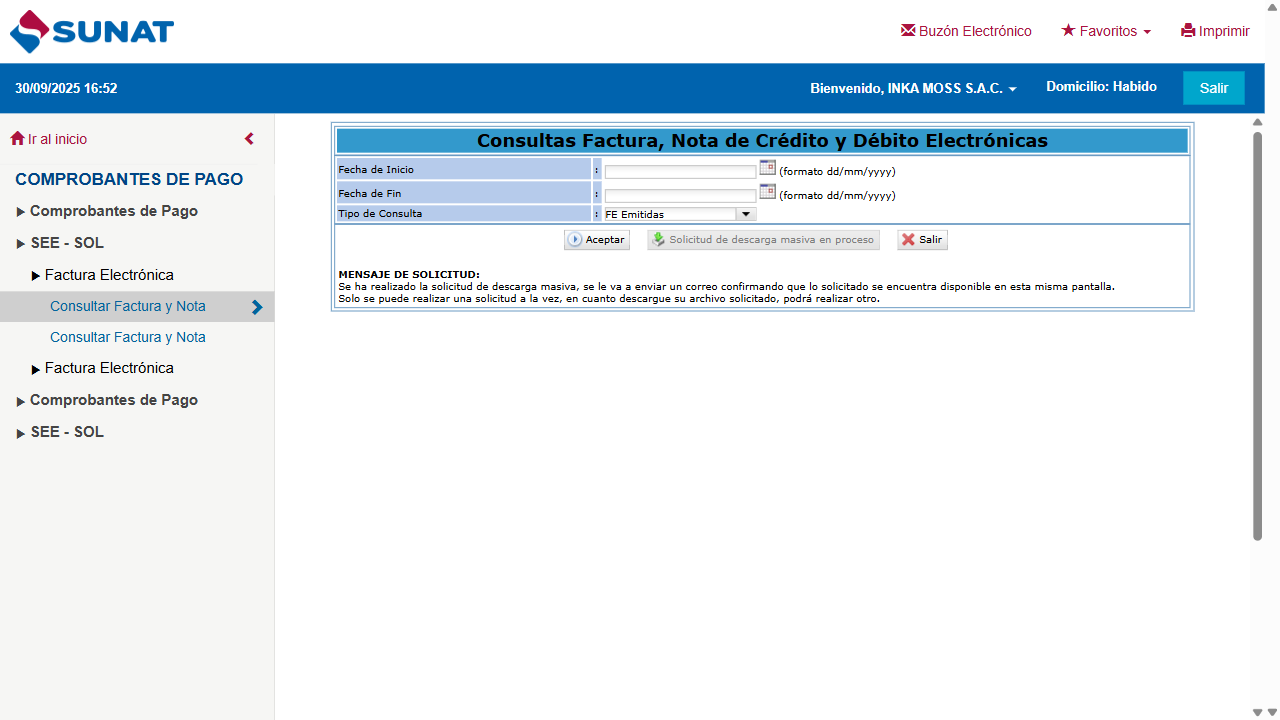 SUNAT
Buzón Electrónico
Favoritos
Imprimir
30/09/2025 16:52
Bienvenido, INKA MOSS S.A.C.
Domicilio: Habido
Salir
Ir al inicio
COMPROBANTES DE PAGO
Comprobantes de Pago
SEE - SOL
Factura Electrónica
Consultar Factura y Nota
Consultar Factura y Nota
Factura Electrónica
Comprobantes de Pago
SEE - SOL
Consultas Factura, Nota de Crédito y Débito Electrónicas
Fecha de Inicio : (formato dd/mm/yyyy)
Fecha de Fin : (formato dd/mm/yyyy)
Tipo de Consulta : FE Emitidas
Aceptar Solicitud de descarga masiva en proceso Salir
MENSAJE DE SOLICITUD:
Se ha realizado la solicitud de descarga masiva, se le va a enviar un correo confirmando que lo solicitado se encuentra disponible en esta misma pantalla.
Solo se puede realizar una solicitud a la vez, en cuanto descargue su archivo solicitado, podrá realizar otro.